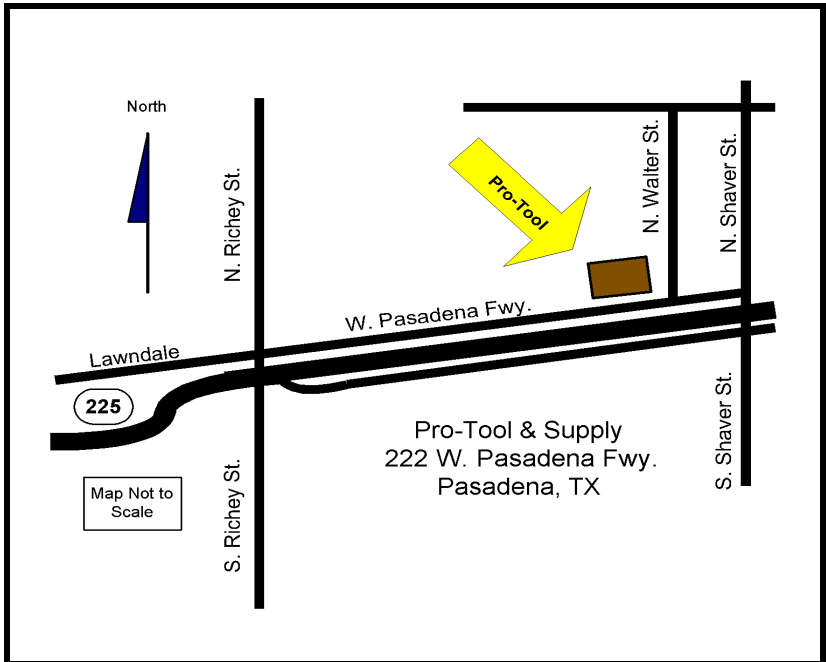 North
N. Richey St.
Pro-Tool
N. Walter St.
N. Shaver St.
W. Pasadena Fwy.
Lawndale
225
Pro-Tool & Supply
222 W. Pasadena Fwy.
Pasadena, TX
S. Shaver St.
Map Not to
Scale
S. Richey St.